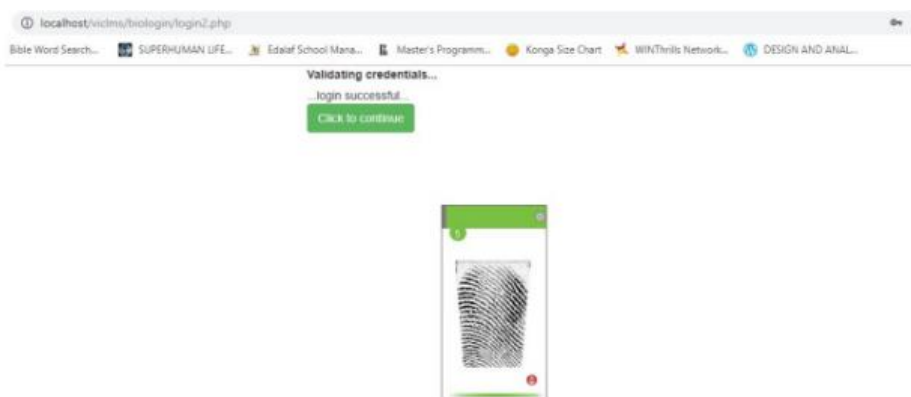 localhost/viclms/biologin/login2.php
Bible Word Search... SUPERHUMAN LIFE... Edalaf School Mana... Master's Programm... Konga Size Chart WINThrills Network... DESIGN AND ANAL...
Validating credentials...
...login successful...
Click to continue
5